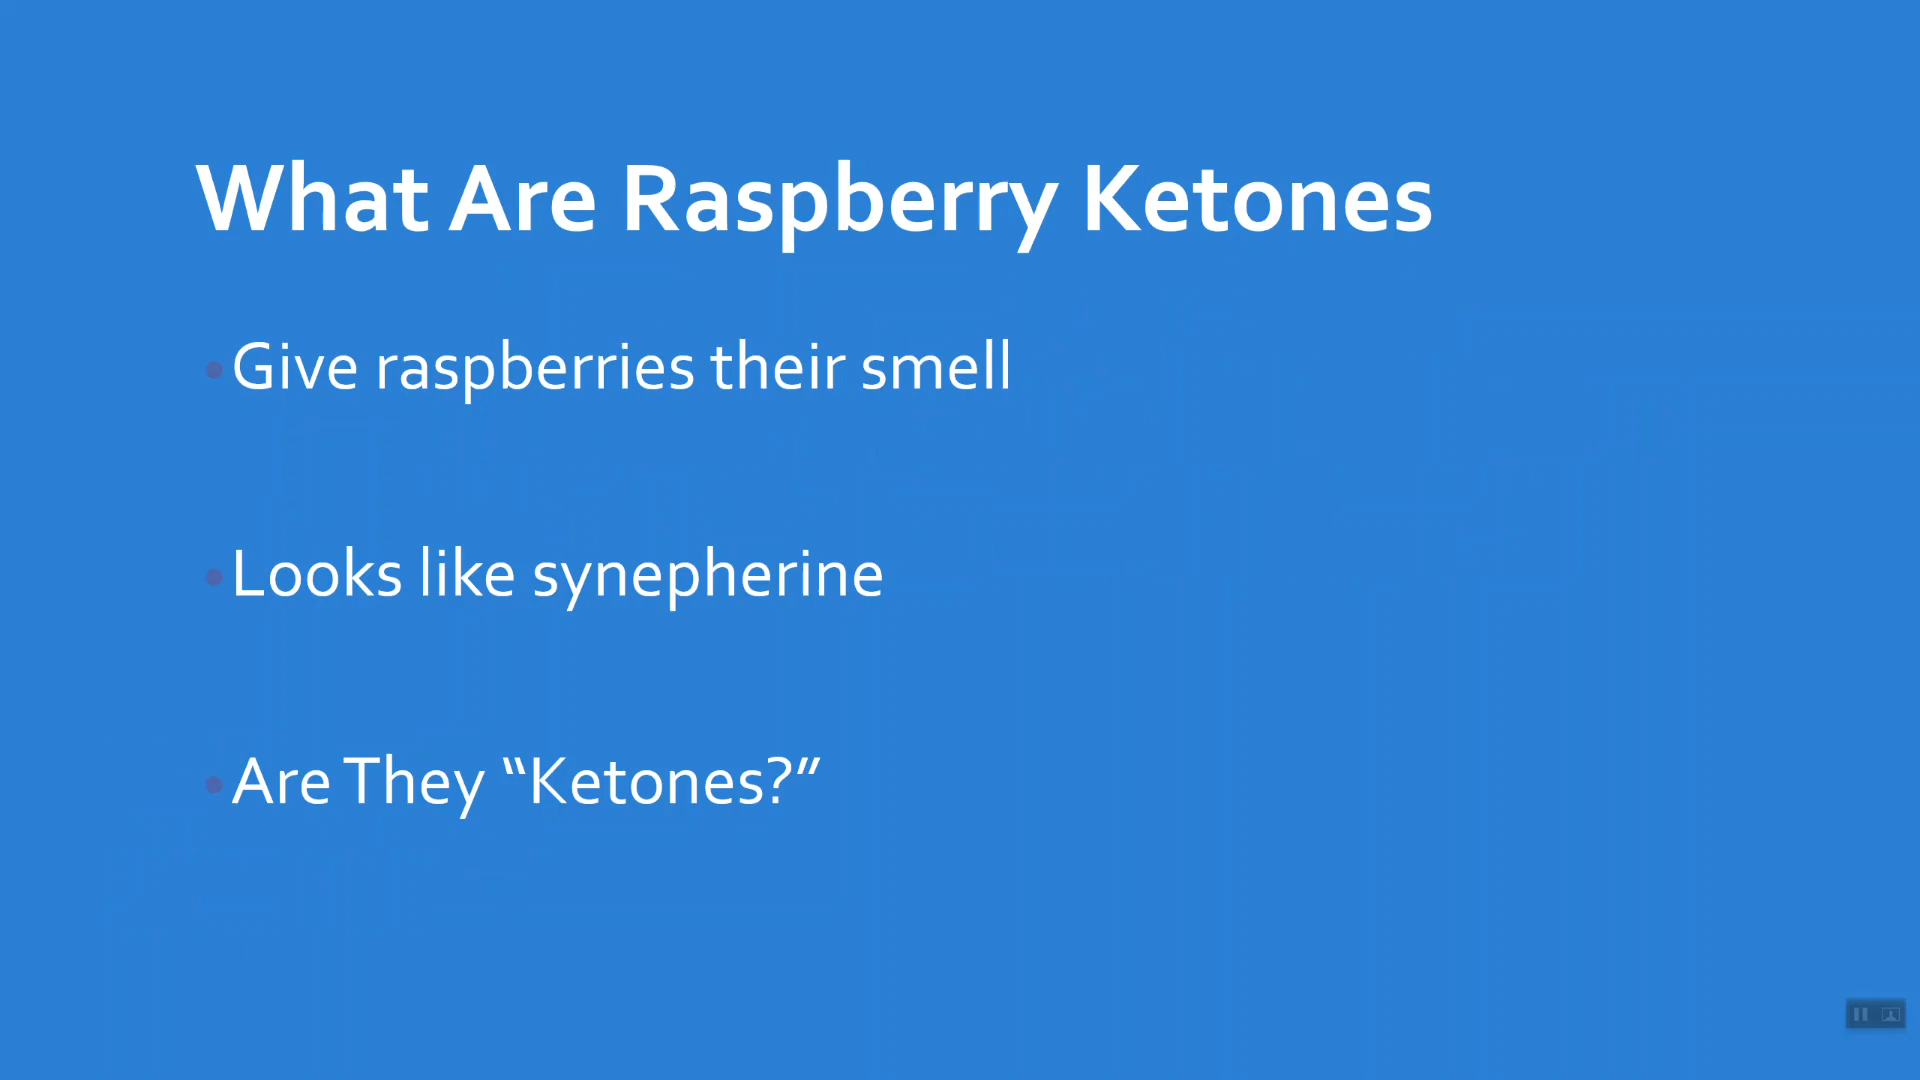 What Are Raspberry Ketones
•Give raspberries their smell
•Looks like synepherine
•Are They “Ketones?”